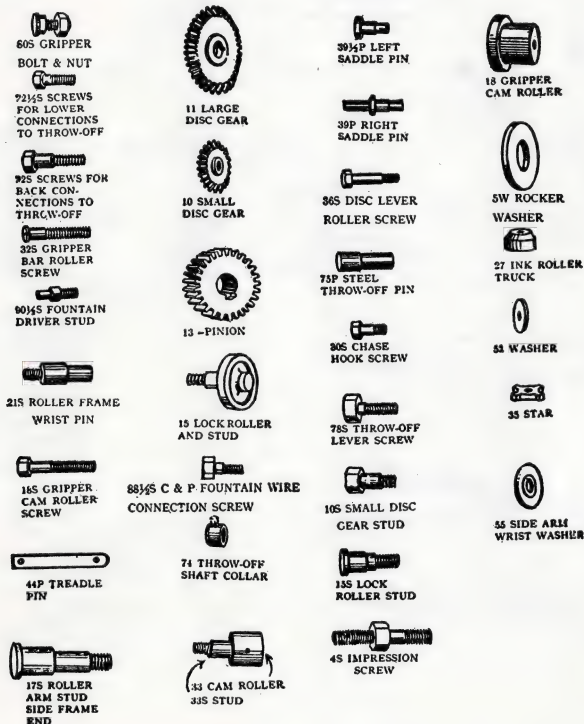 60S GRIPPER
BOLT & NUT
92½S SCREWS
FOR LOWER
CONNECTIONS
TO THROW-OFF
92S SCREWS FOR
BACK CON-
NECTIONS TO
THROW-OFF
32S GRIPPER
BAR ROLLER
SCREW
90½S FOUNTAIN
DRIVER STUD
21S ROLLER FRAME
WRIST PIN
18S GRIPPER
CAM ROLLER
SCREW
44P TREADLE
PIN
17S ROLLER
ARM STUD
SIDE FRAME
END
11 LARGE
DISC GEAR
10 SMALL
DISC GEAR
13 -PINION
15 LOCK ROLLER
AND STUD
88½S C & P FOUNTAIN WIRE
CONNECTION SCREW
74 THROW-OFF
SHAFT COLLAR
33 CAM ROLLER
33S STUD
39½P LEFT
SADDLE PIN
39P RIGHT
SADDLE PIN
36S DISC LEVER
ROLLER SCREW
75P STEEL
THROW-OFF PIN
30S CHASE
HOOK SCREW
78S THROW-OFF
LEVER SCREW
10S SMALL DISC
GEAR STUD
15S LOCK
ROLLER STUD
4S IMPRESSION
SCREW
18 GRIPPER
CAM ROLLER
5W ROCKER
WASHER
27 INK ROLLER
TRUCK
52 WASHER
35 STAR
55 SIDE ARM
WRIST WASHER